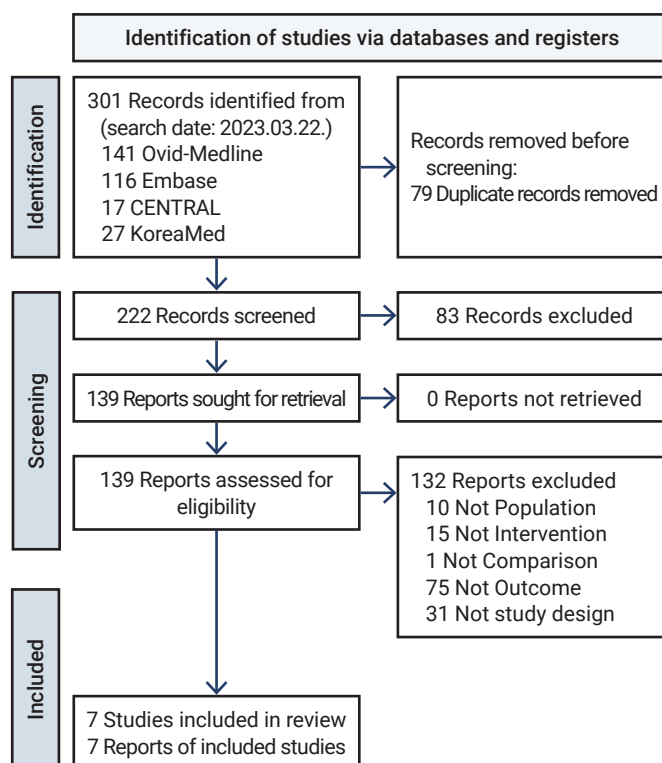 Identification of studies via databases and registers
Identification
301 Records identified from
(search date: 2023.03.22.)
141 Ovid-Medline
116 Embase
17 CENTRAL
27 KoreaMed
Records removed before
screening:
79 Duplicate records removed
Screening
222 Records screened
83 Records excluded
139 Reports sought for retrieval
0 Reports not retrieved
139 Reports assessed for
eligibility
132 Reports excluded
10 Not Population
15 Not Intervention
1 Not Comparison
75 Not Outcome
31 Not study design
Included
7 Studies included in review
7 Reports of included studies